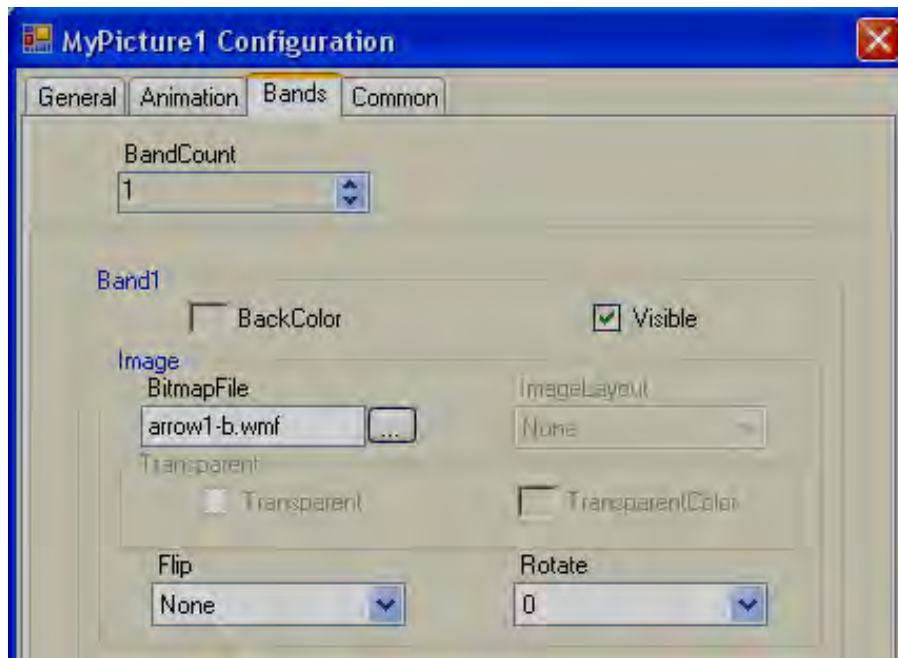 MyPicture1 Configuration
General Animation Bands Common
BandCount
1
Band1
BackColor Visible
Image
BitmapFile ImageLayout
arrow1-b.wmf ... None
Transparent
Transparent TransparentColor
Flip Rotate
None 0